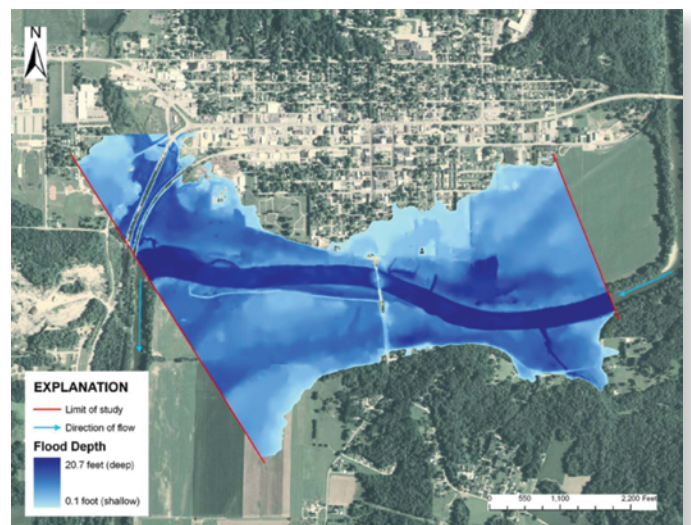 N
EXPLANATION
Limit of study
Direction of flow
Flood Depth
20.7 feet (deep)
0.1 foot (shallow)
0 550 1,100 2,200 Feet